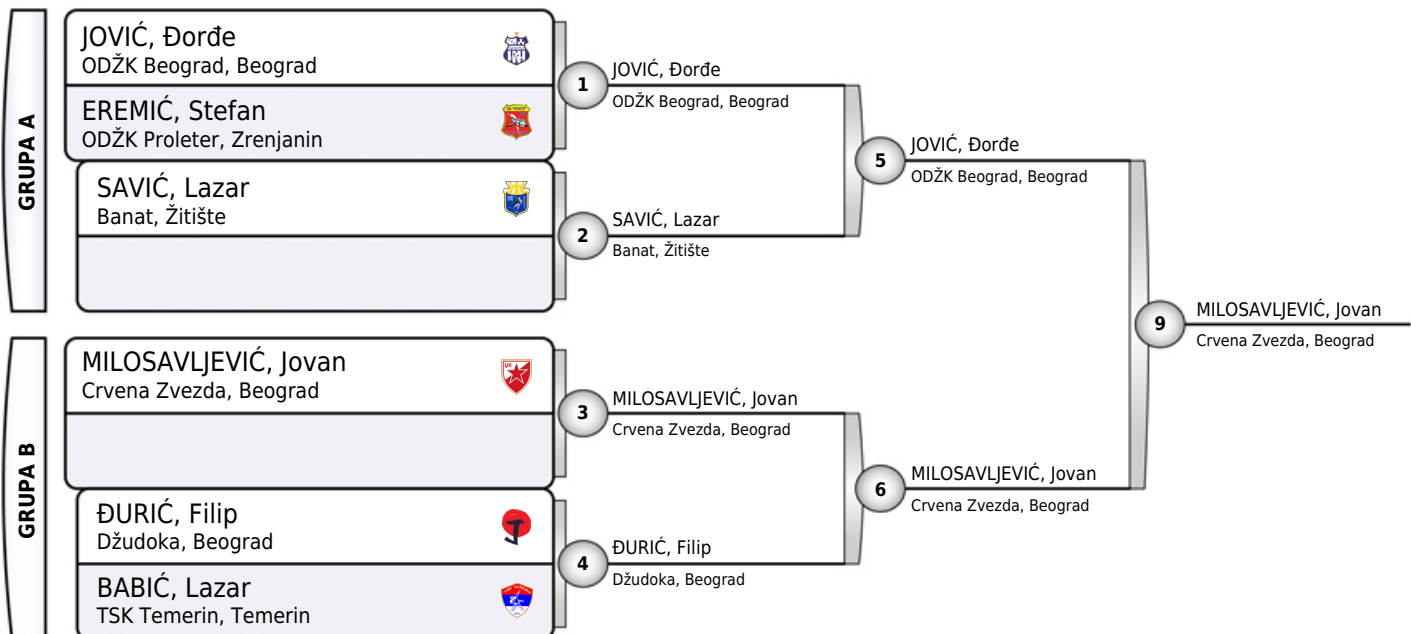 GRUPA A
JOVIĆ, Đorđe
ODŽK Beograd, Beograd
EREMIĆ, Stefan
ODŽK Proleter, Zrenjanin
SAVIĆ, Lazar
Banat, Žitište
1
JOVIĆ, Đorđe
ODŽK Beograd, Beograd
2
SAVIĆ, Lazar
Banat, Žitište
5
JOVIĆ, Đorđe
ODŽK Beograd, Beograd
GRUPA B
MILOSAVLJEVIĆ, Jovan
Crvena Zvezda, Beograd
ĐURIĆ, Filip
Džudoka, Beograd
BABIĆ, Lazar
TSK Temerin, Temerin
3
MILOSAVLJEVIĆ, Jovan
Crvena Zvezda, Beograd
4
ĐURIĆ, Filip
Džudoka, Beograd
6
MILOSAVLJEVIĆ, Jovan
Crvena Zvezda, Beograd
9
MILOSAVLJEVIĆ, Jovan
Crvena Zvezda, Beograd